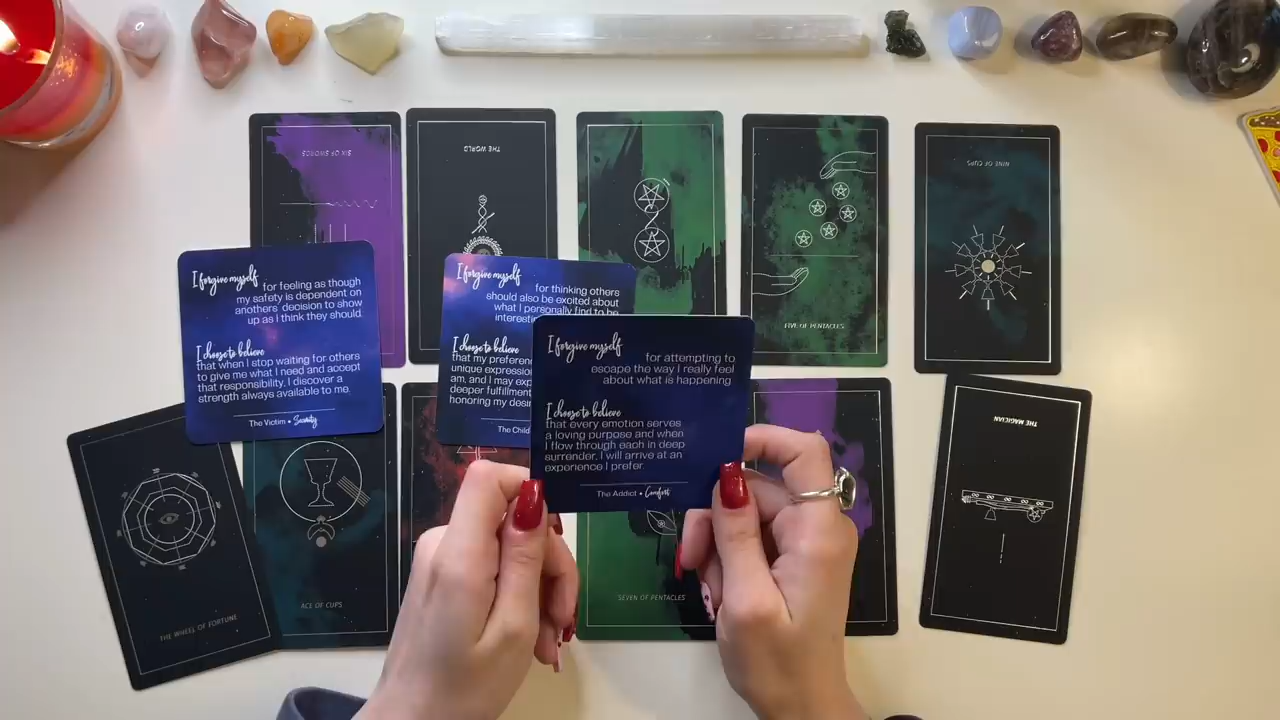 SIX OF SWORDS
THE WORLD
NINE OF CUPS
FIVE OF PENTACLES
I forgive myself
for feeling as though
my safety is dependent on
anothers' decision to show
up as I think they should.
I choose to believe
that when I stop waiting for others
to give me what I need and accept
that responsibility, I discover a
strength always available to me.
The Victim • Security
I forgive myself
for thinking others
should also be excited about
what I personally find to be
I choose to believe
that my
unique
am, and I may
deeper fulfillment
honoring my
The Child
I forgive myself
for attempting to
escape the way I really feel
about what is happening
I choose to believe
that every emotion serves
a loving purpose and when
I flow through each in deep
surrender, I will arrive at an
experience I prefer.
The Addict • Comfort
THE MAGICIAN
THE WHEEL OF FORTUNE
ACE OF CUPS
SEVEN OF PENTACLES